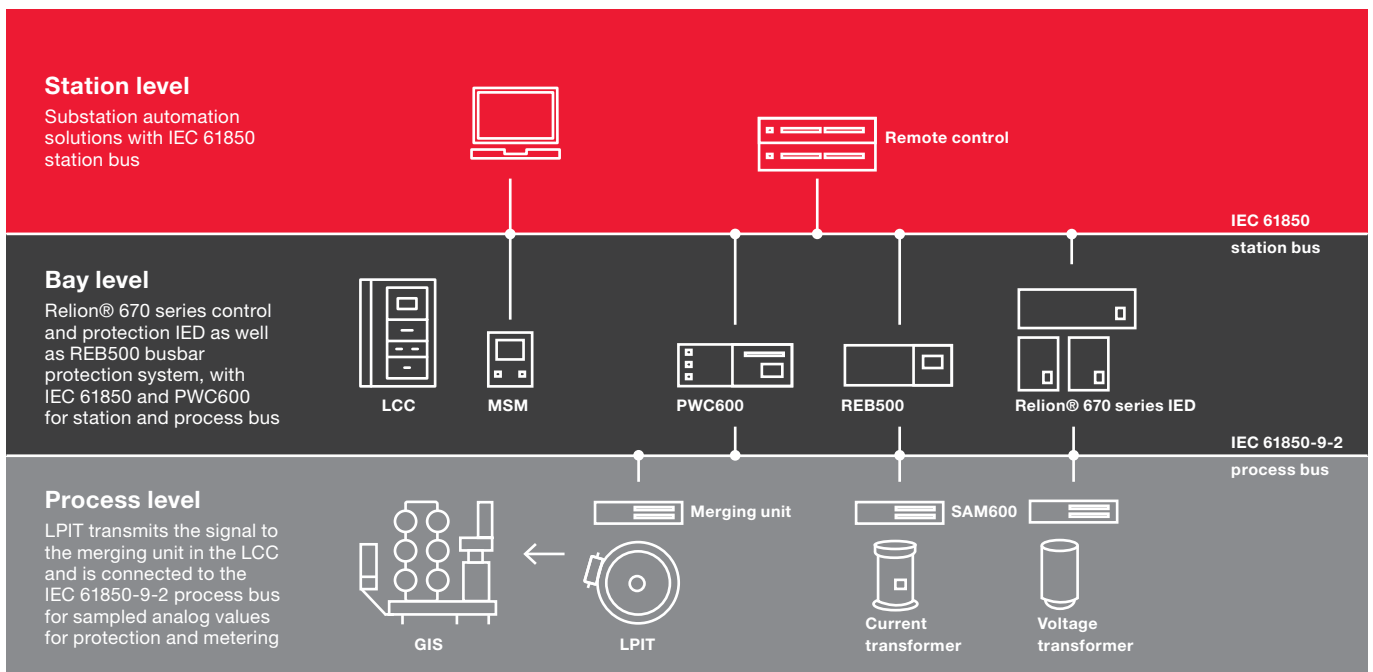 Station level
Substation automation
solutions with IEC 61850
station bus
Remote control
IEC 61850
station bus
Bay level
Relion® 670 series control
and protection IED as well
as REB500 busbar
protection system, with
IEC 61850 and PWC600
for station and process bus
LCC
MSM
PWC600
REB500
Relion® 670 series IED
IEC 61850-9-2
process bus
Process level
LPIT transmits the signal to
the merging unit in the LCC
and is connected to the
IEC 61850-9-2 process bus
for sampled analog values
for protection and metering
Merging unit
SAM600
GIS
LPIT
Current
transformer
Voltage
transformer